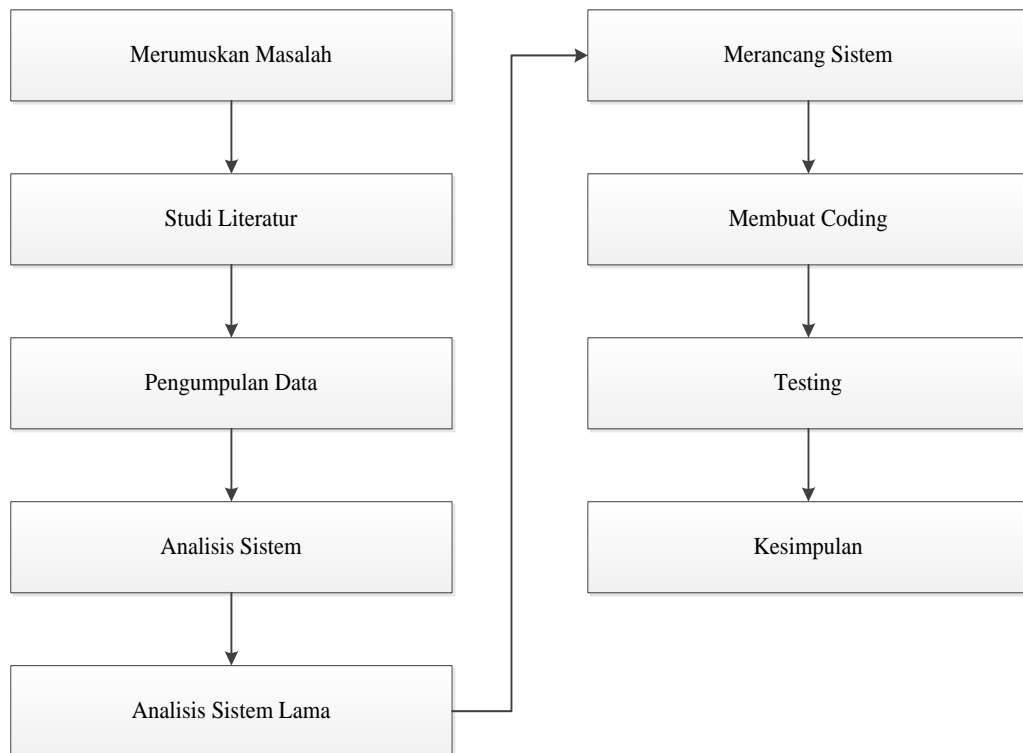 Merumuskan Masalah
Studi Literatur
Pengumpulan Data
Analisis Sistem
Analisis Sistem Lama
Merancang Sistem
Membuat Coding
Testing
Kesimpulan